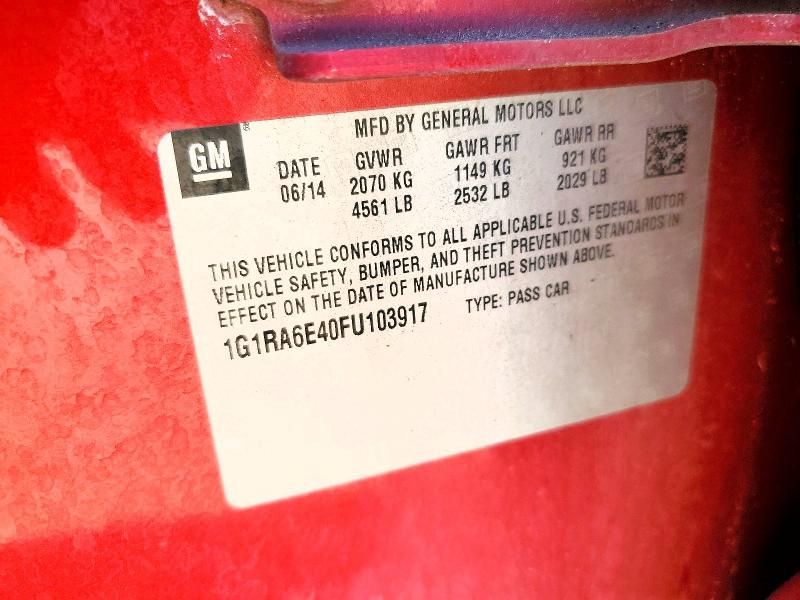 GM
MFD BY GENERAL MOTORS LLC
DATE GVWR GAWR FRT GAWR RR
06/14 2070 KG 1149 KG 921 KG
4561 LB 2532 LB 2029 LB
THIS VEHICLE CONFORMS TO ALL APPLICABLE U.S. FEDERAL MOTOR
VEHICLE SAFETY, BUMPER, AND THEFT PREVENTION STANDARDS IN
EFFECT ON THE DATE OF MANUFACTURE SHOWN ABOVE.
1G1RA6E40FU103917 TYPE: PASS CAR